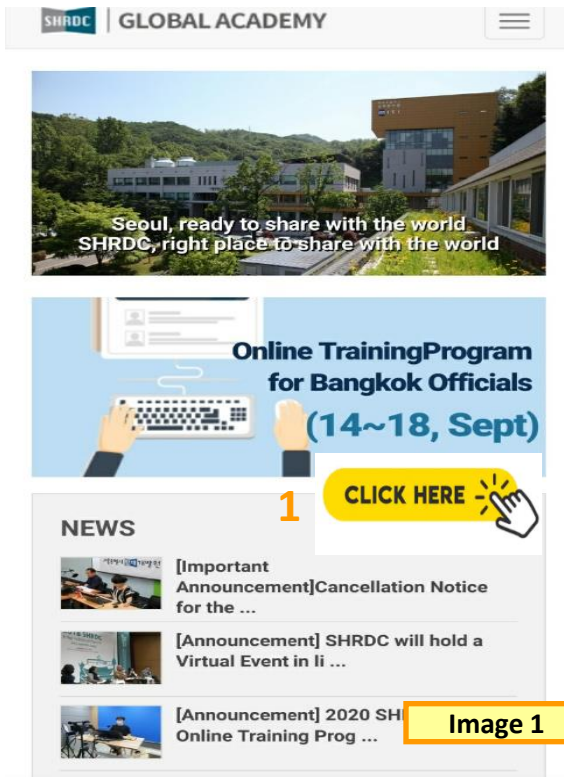 SHRDC GLOBAL ACADEMY
Seoul, ready to share with the world
SHRDC, right place to share with the world
Online TrainingProgram
for Bangkok Officials
(14~18, Sept)
1
CLICK HERE
NEWS
[Important
Announcement]Cancellation Notice
for the ...
[Announcement] SHRDC will hold a
Virtual Event in li ...
[Announcement] 2020 SH
Online Training Prog ...
Image 1